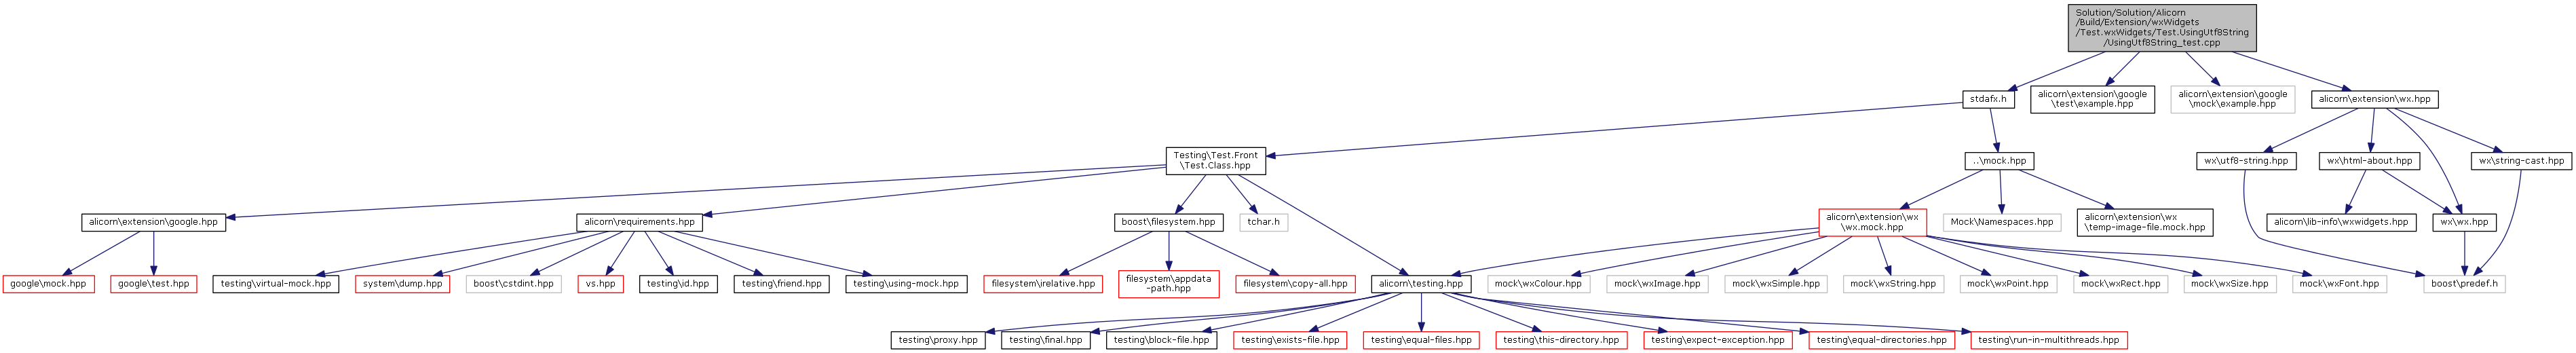 Solution/Solution/Alicorn
/Build/Extension/wxWidgets
/Test.wxWidgets/Test.UsingUtf8String
/UsingUtf8String_test.cpp
stdafx.h
alicorn\extension\google
\test\example.hpp
alicorn\extension\google
\mock\example.hpp
alicorn\extension\wx.hpp
Testing\Test.Front
\Test.Class.hpp
..\mock.hpp
wx\utf8-string.hpp
wx\html-about.hpp
wx\string-cast.hpp
alicorn\extension\google.hpp
alicorn\requirements.hpp
boost\filesystem.hpp
tchar.h
alicorn\extension\wx
\wx.mock.hpp
Mock\Namespaces.hpp
alicorn\extension\wx
\temp-image-file.mock.hpp
alicorn\lib-info\wxwidgets.hpp
wx\wx.hpp
google\mock.hpp
google\test.hpp
testing\virtual-mock.hpp
system\dump.hpp
boost\cstdint.hpp
vs.hpp
testing\id.hpp
testing\friend.hpp
testing\using-mock.hpp
filesystem\irelative.hpp
filesystem\appdata
-path.hpp
filesystem\copy-all.hpp
alicorn\testing.hpp
mock\wxColour.hpp
mock\wxImage.hpp
mock\wxSimple.hpp
mock\wxString.hpp
mock\wxPoint.hpp
mock\wxRect.hpp
mock\wxSize.hpp
mock\wxFont.hpp
boost\predef.h
testing\proxy.hpp
testing\final.hpp
testing\block-file.hpp
testing\exists-file.hpp
testing\equal-files.hpp
testing\this-directory.hpp
testing\expect-exception.hpp
testing\equal-directories.hpp
testing\run-in-multithreads.hpp